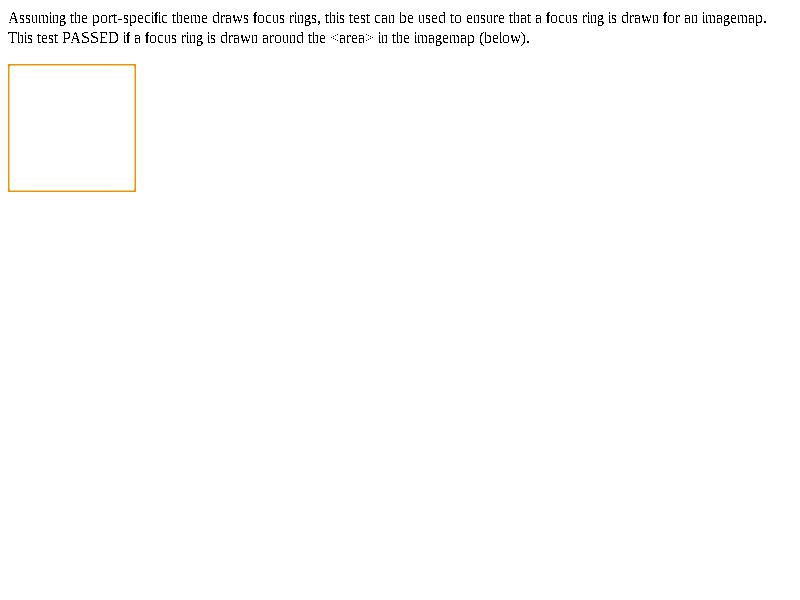 Assuming the port-specific theme draws focus rings, this test can be used to ensure that a focus ring is drawn for an imagemap.
This test PASSED if a focus ring is drawn around the <area> in the imagemap (below).